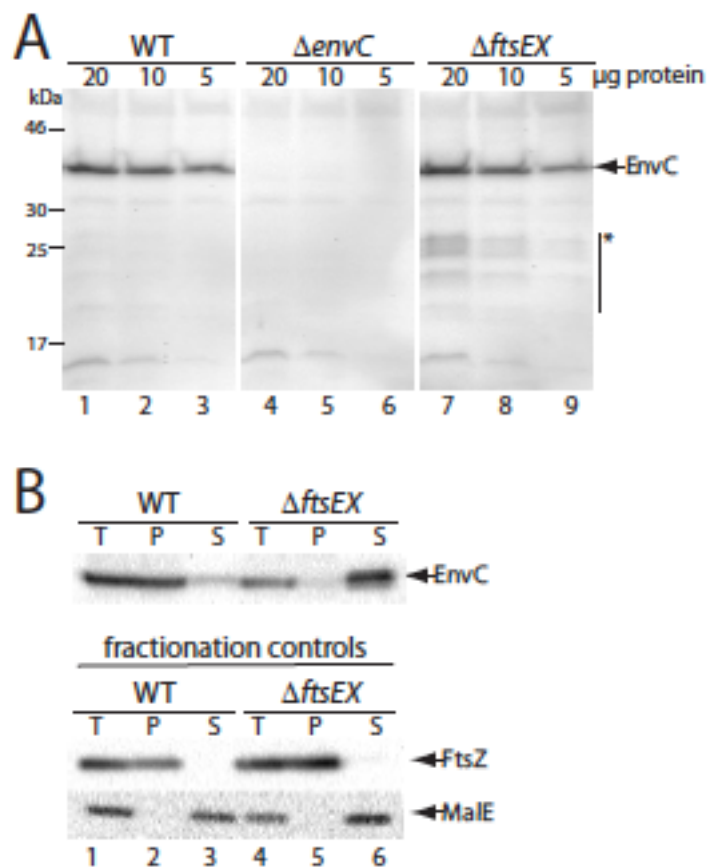 A
WT ΔenvC ΔftsEX
20 10 5 20 10 5 20 10 5 μg protein
kDa
46
EnvC
30
25
*
17
1 2 3 4 5 6 7 8 9
B
WT ΔftsEX
T P S T P S
EnvC
fractionation controls
WT ΔftsEX
T P S T P S
FtsZ
MalE
1 2 3 4 5 6